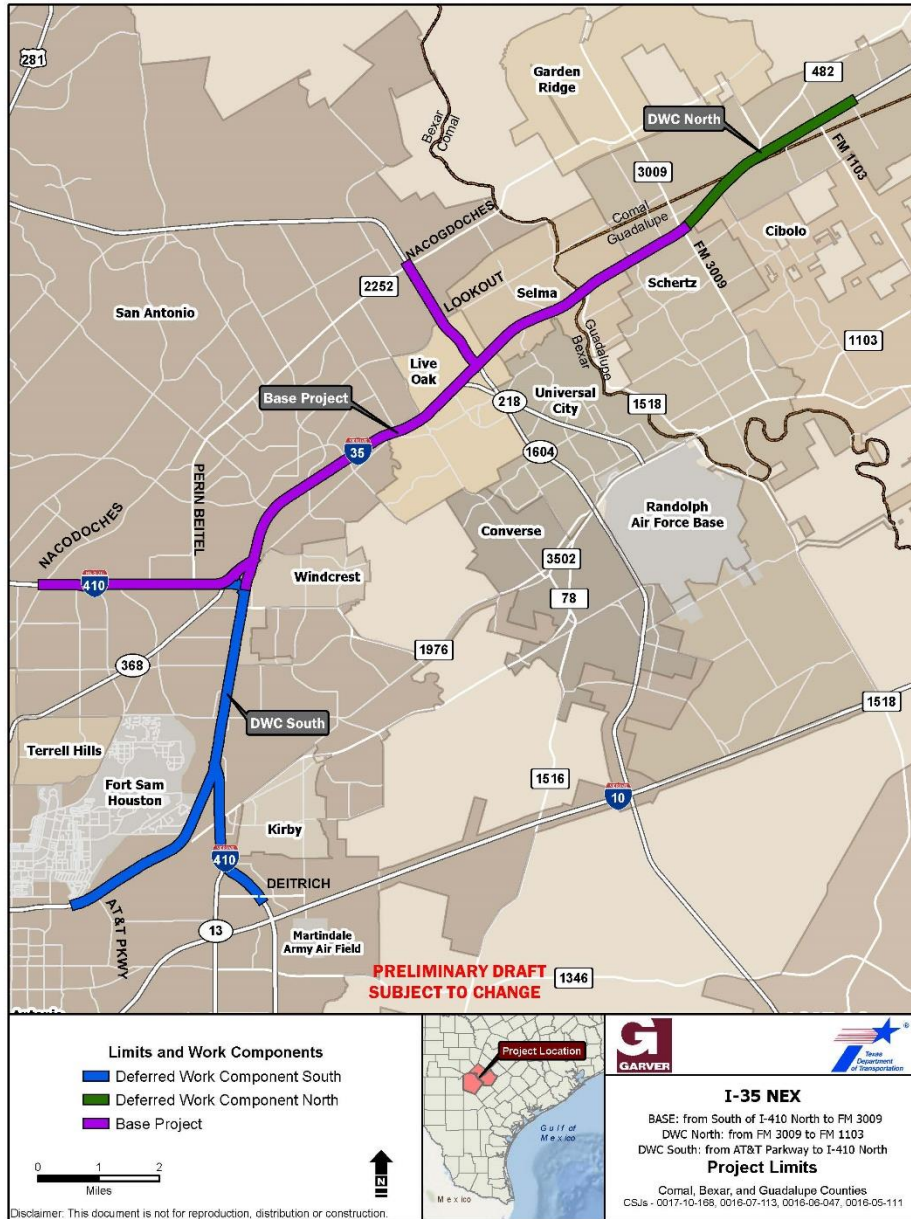 281
Garden
Ridge
482
DWC North
Bexar
Comal
3009
FM 1103
NACOGDOCHES
Comal
Guadalupe
Cibolo
2252
LOOKOUT
Selma
FM 3009
Schertz
San Antonio
Guadalupe
Bexar
1103
Live
Oak
Universal
City
Base Project
218
1518
35
1604
PERIN BEITEL
Randolph
Air Force Base
NACODOCHES
Converse
3502
410
Windcrest
78
1976
368
DWC South
1518
Terrell Hills
1516
Fort Sam
Houston
10
Kirby
410
DEITRICH
AT&T PKWY
13
Martindale
Army Air Field
PRELIMINARY DRAFT
SUBJECT TO CHANGE
1346
Limits and Work Components
Deferred Work Component South
Deferred Work Component North
Base Project
0 1 2
Miles
N
Disclaimer: This document is not for reproduction, distribution or construction.
Project Location
Gulf of
Mexico
Mexico
G
GARVER
®
Texas
Department
of Transportation
I-35 NEX
BASE: from South of I-410 North to FM 3009
DWC North: from FM 3009 to FM 1103
DWC South: from AT&T Parkway to I-410 North
Project Limits
Comal, Bexar, and Guadalupe Counties
CSJs - 0017-10-168, 0016-07-113, 0016-06-047, 0016-05-111